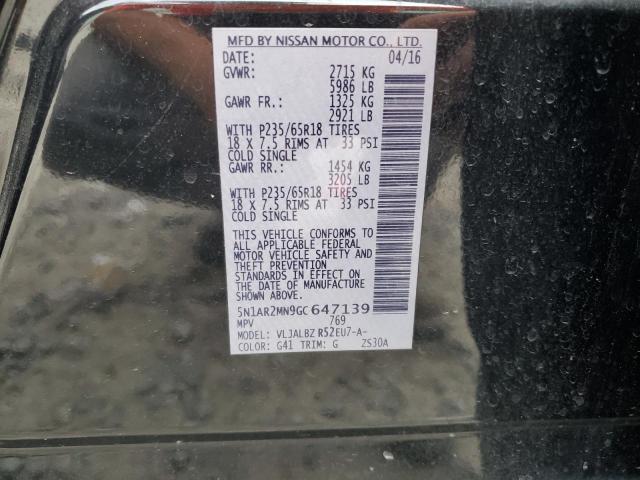 MFD BY NISSAN MOTOR CO., LTD.
DATE: 04/16
GVWR: 2715 KG
5986 LB
GAWR FR.: 1325 KG
2921 LB
WITH P235/65R18 TIRES
18 X 7.5 RIMS AT 33 PSI
COLD SINGLE
GAWR RR.: 1454 KG
3205 LB
WITH P235/65R18 TIRES
18 X 7.5 RIMS AT 33 PSI
COLD SINGLE
THIS VEHICLE CONFORMS TO
ALL APPLICABLE FEDERAL
MOTOR VEHICLE SAFETY
AND THEFT PREVENTION
STANDARDS IN EFFECT ON
THE DATE OF MANUFACTURE
SHOWN ABOVE.
5N1AR2MN9GC647139
MPV 769
MODEL: VLJALBZ R52EU7-A-
COLOR: G41 TRIM: G ZS30A